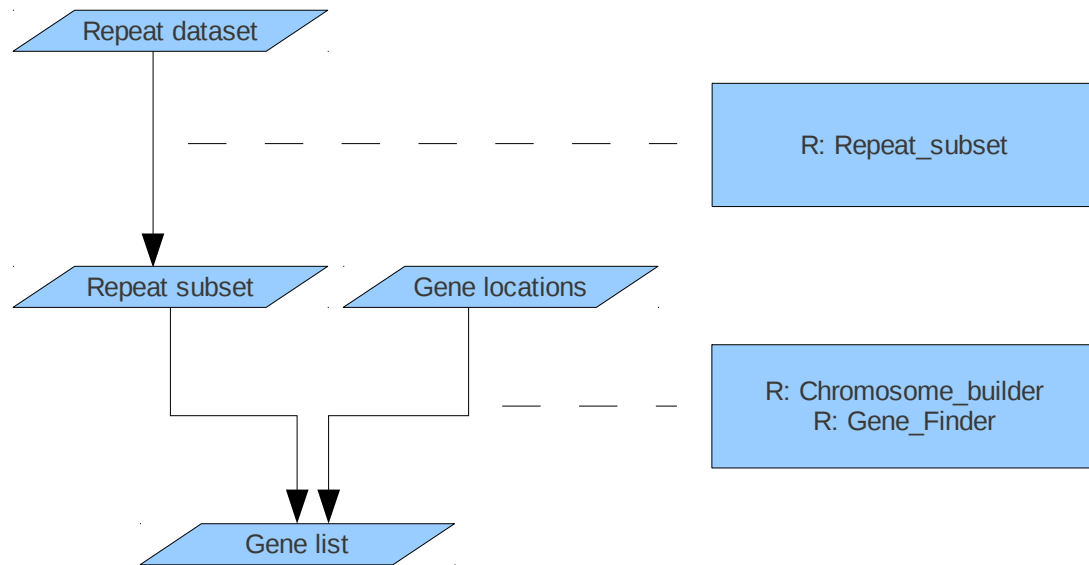 Repeat dataset
R: Repeat_subset
Repeat subset
Gene locations
R: Chromosome_builder
R: Gene_Finder
Gene list